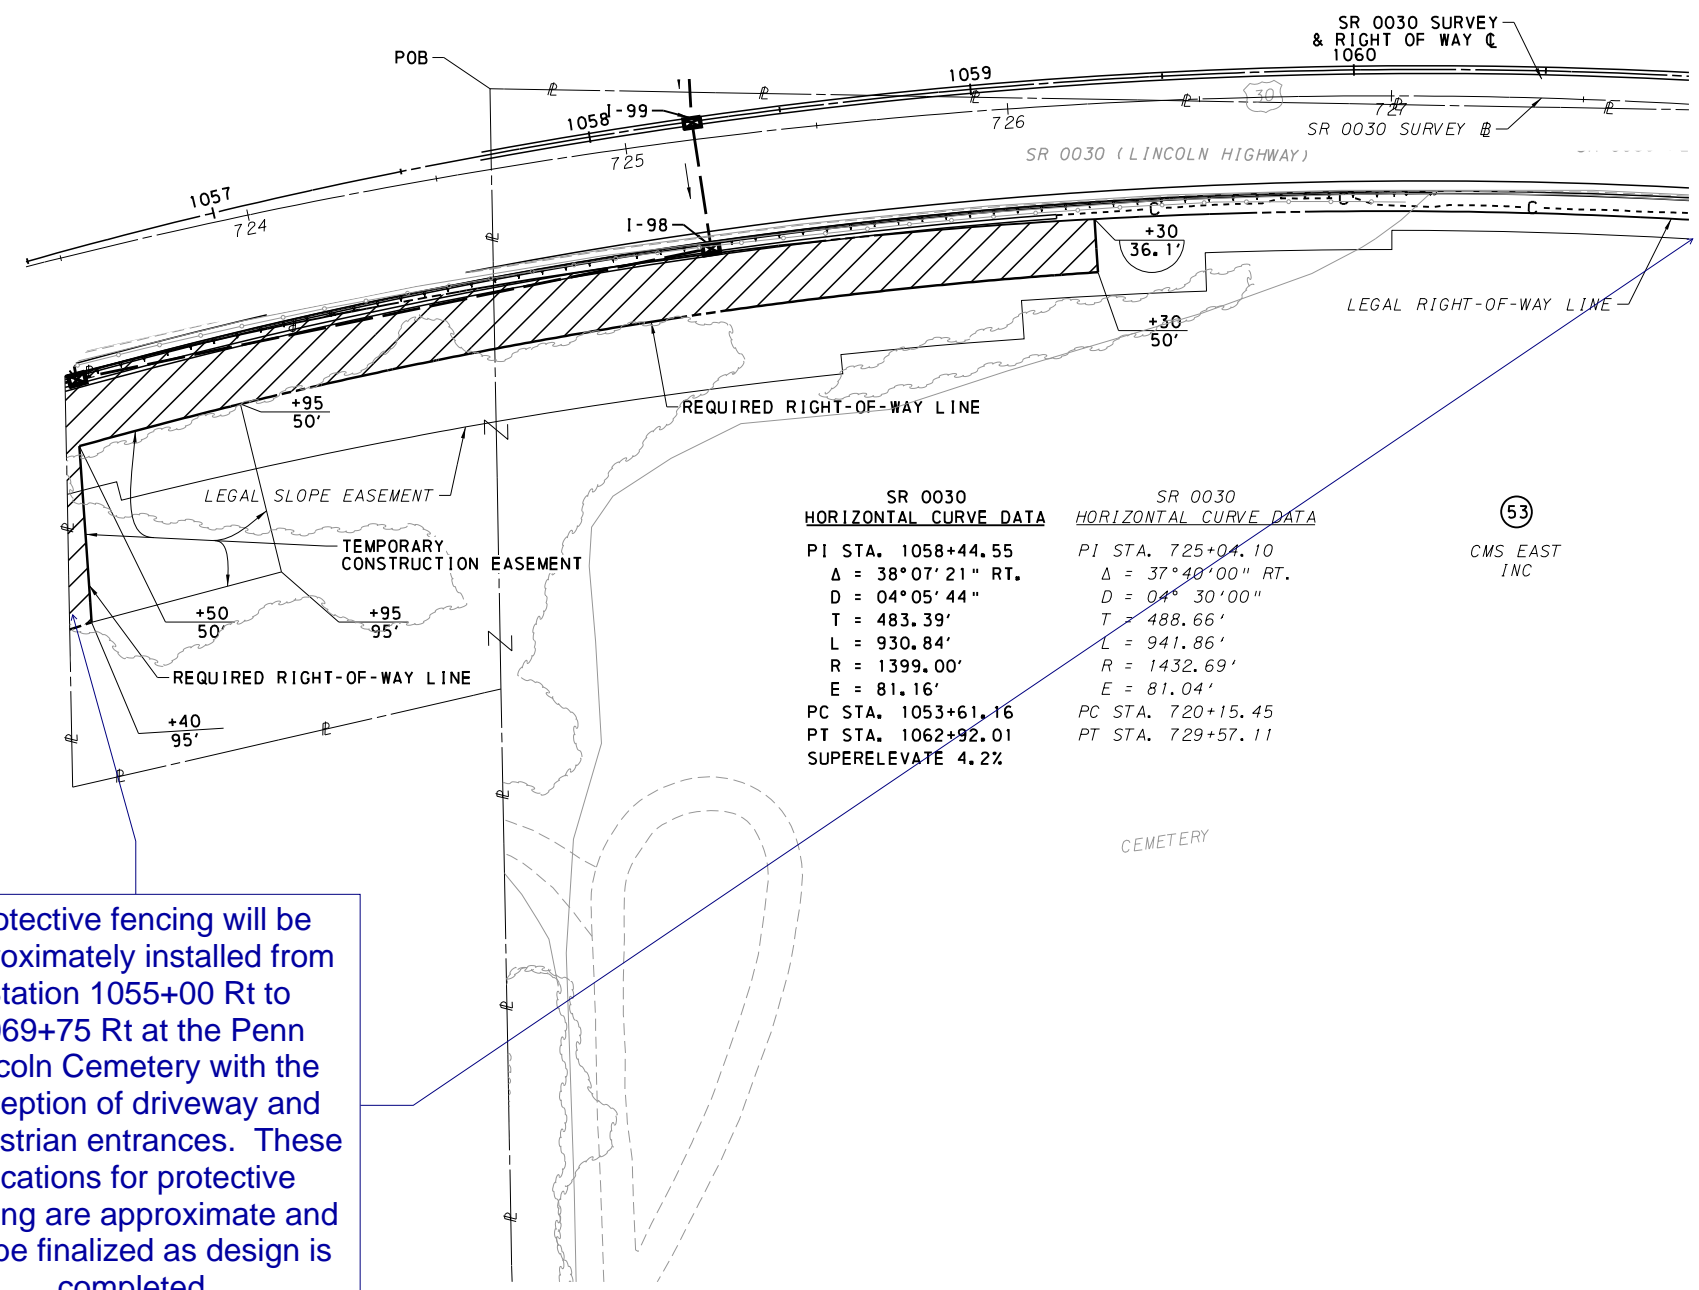 SR 0030 SURVEY
& RIGHT OF WAY ℄
1060
POB
1059
I-99
1058
30
727
726
SR 0030 SURVEY
725
SR 0030 (LINCOLN HIGHWAY)
1057
724
I-98
+30
36.1'
LEGAL RIGHT-OF-WAY LINE
+30
50'
+95
50'
REQUIRED RIGHT-OF-WAY LINE
LEGAL SLOPE EASEMENT
TEMPORARY
CONSTRUCTION EASEMENT
+50
50'
+95
95'
REQUIRED RIGHT-OF-WAY LINE
+40
95'
SR 0030
HORIZONTAL CURVE DATA
PI STA. 1058+44.55
Δ = 38°07'21" RT.
D = 04°05'44"
T = 483.39'
L = 930.84'
R = 1399.00'
E = 81.16'
PC STA. 1053+61.16
PT STA. 1062+92.01
SUPERELEVATE 4.2%
SR 0030
HORIZONTAL CURVE DATA
PI STA. 725+04.10
Δ = 37°40'00" RT.
D = 04° 30'00"
T = 488.66'
L = 941.86'
R = 1432.69'
E = 81.04'
PC STA. 720+15.45
PT STA. 729+57.11
53
CMS EAST
INC
CEMETERY
otective fencing will be
roximately installed from
Station 1055+00 Rt to
069+75 Rt at the Penn
coln Cemetery with the
eption of driveway and
strian entrances. These
cations for protective
ng are approximate and
be finalized as design is
completed